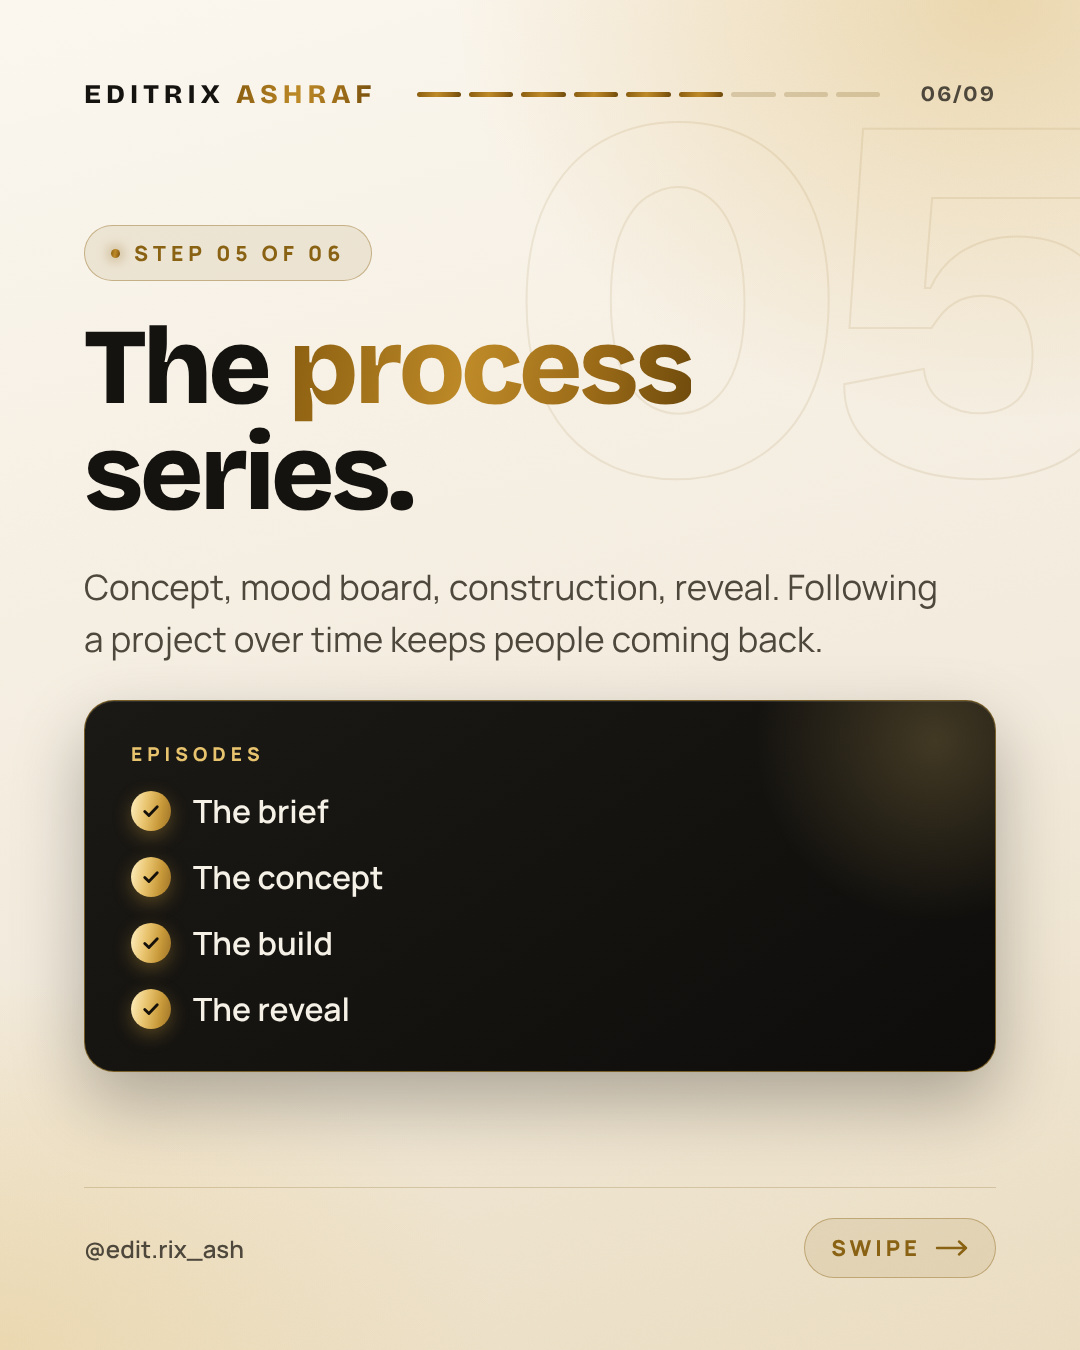 EDITRIX ASHRAF
06/09
05
STEP 05 OF 06
The process
series.
Concept, mood board, construction, reveal. Following
a project over time keeps people coming back.
EPISODES
The brief
The concept
The build
The reveal
@edit.rix_ash
SWIPE →